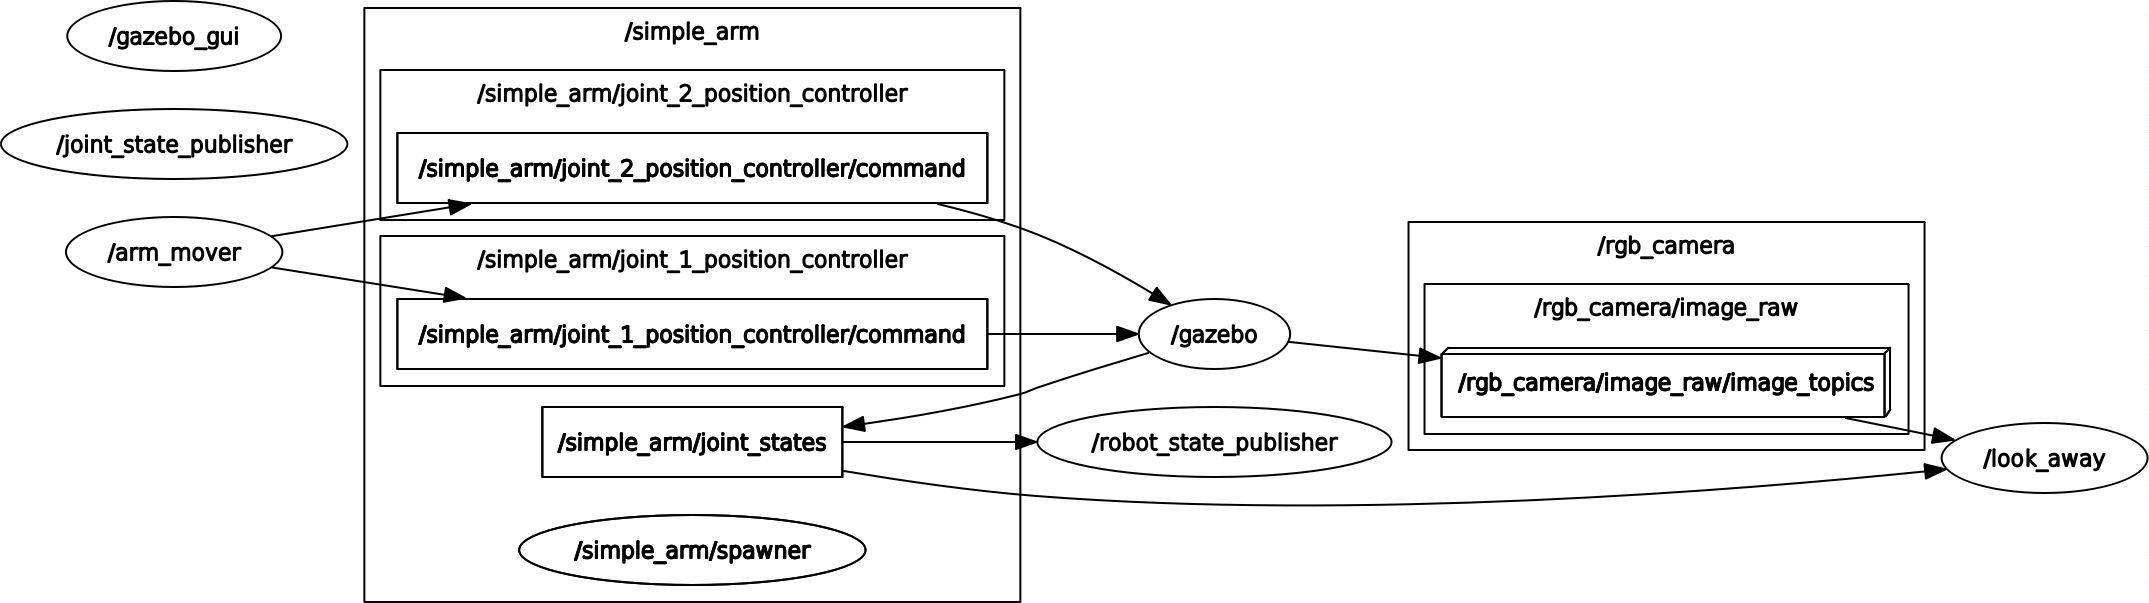 /gazebo_gui
/joint_state_publisher
/arm_mover
/simple_arm
/simple_arm/joint_2_position_controller
/simple_arm/joint_2_position_controller/command
/simple_arm/joint_1_position_controller
/simple_arm/joint_1_position_controller/command
/simple_arm/joint_states
/simple_arm/spawner
/gazebo
/robot_state_publisher
/rgb_camera
/rgb_camera/image_raw
/rgb_camera/image_raw/image_topics
/look_away